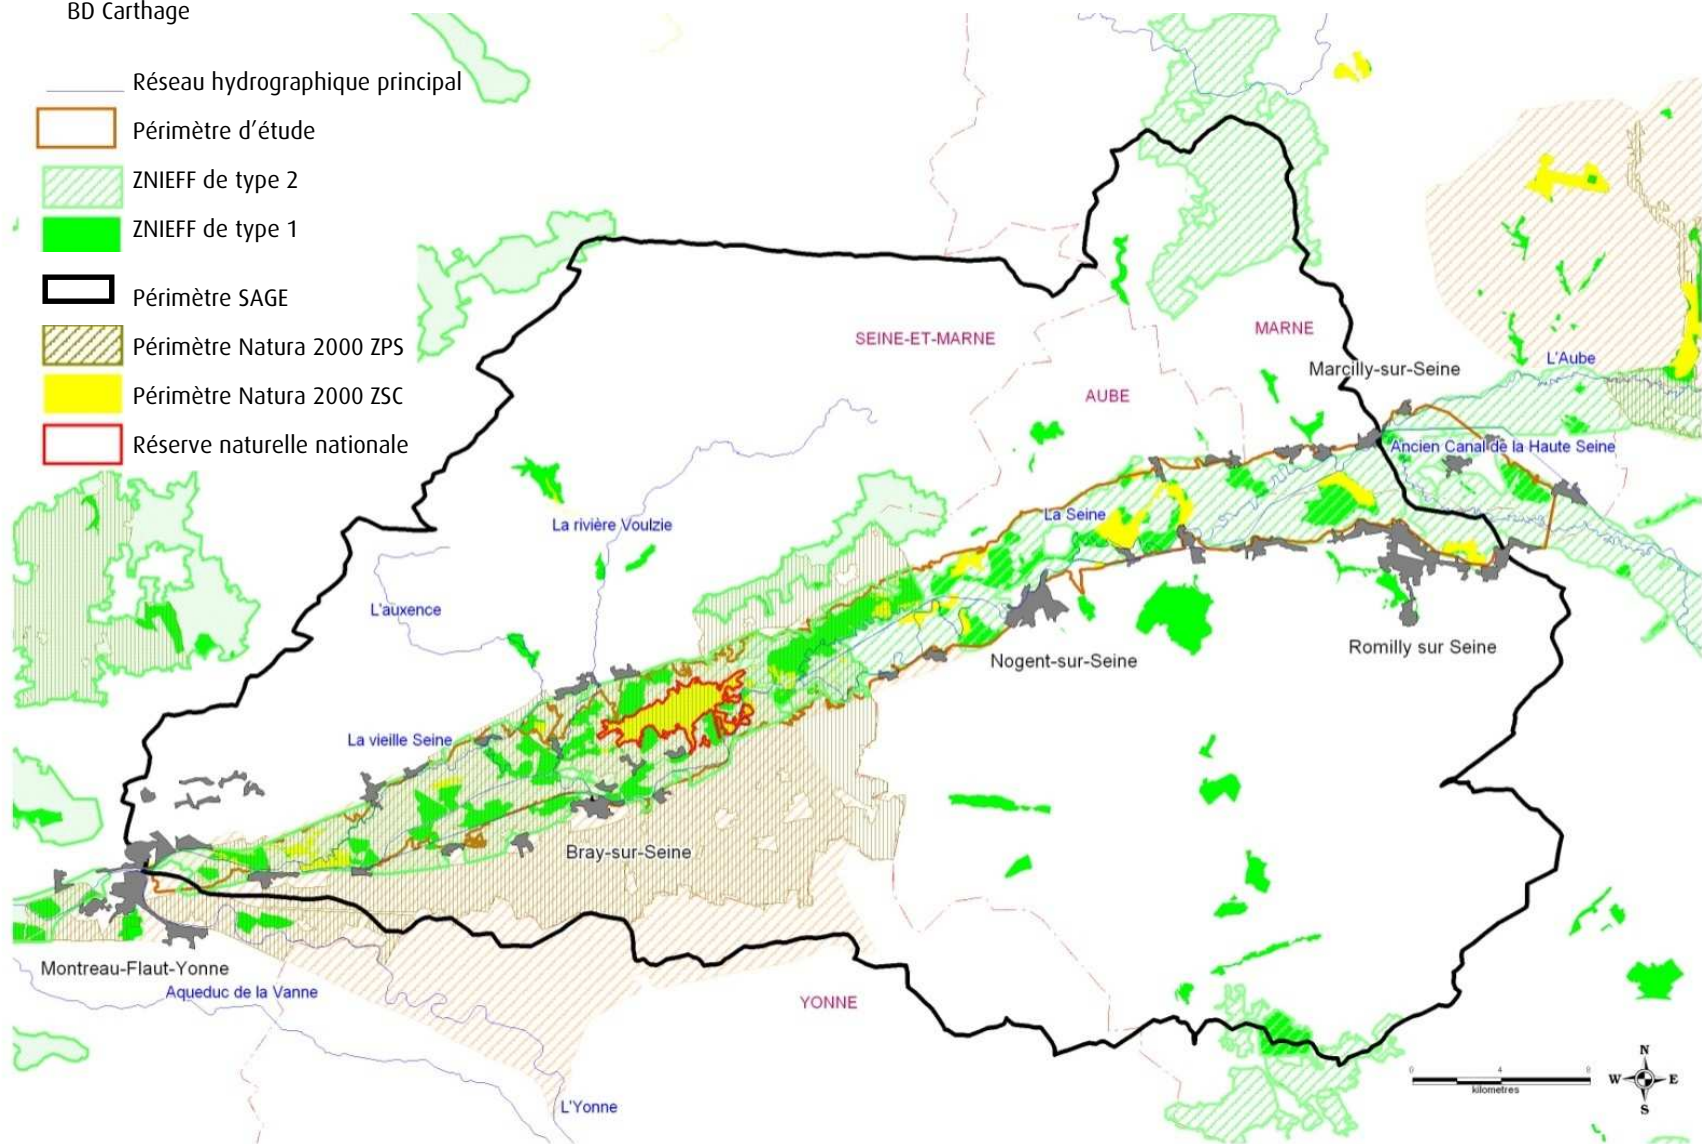 BD Carthage
Réseau hydrographique principal
Périmètre d'étude
ZNIEFF de type 2
ZNIEFF de type 1
Périmètre SAGE
Périmètre Natura 2000 ZPS
Périmètre Natura 2000 ZSC
Réserve naturelle nationale
SEINE-ET-MARNE
MARNE
L'Aube
Marcilly-sur-Seine
AUBE
Ancien Canal de la Haute Seine
La Seine
La rivière Voulzie
L'auxence
Nogent-sur-Seine
Romilly sur Seine
La vieille Seine
Bray-sur-Seine
Montreau-Flaut-Yonne
Aqueduc de la Vanne
YONNE
L'Yonne
0 4 8
kilometres
N
W E
S